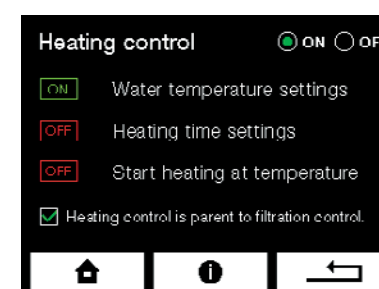 Heating control ON OF
ON Water temperature settings
OFF Heating time settings
OFF Start heating at temperature
Heating control is parent to filtration control.